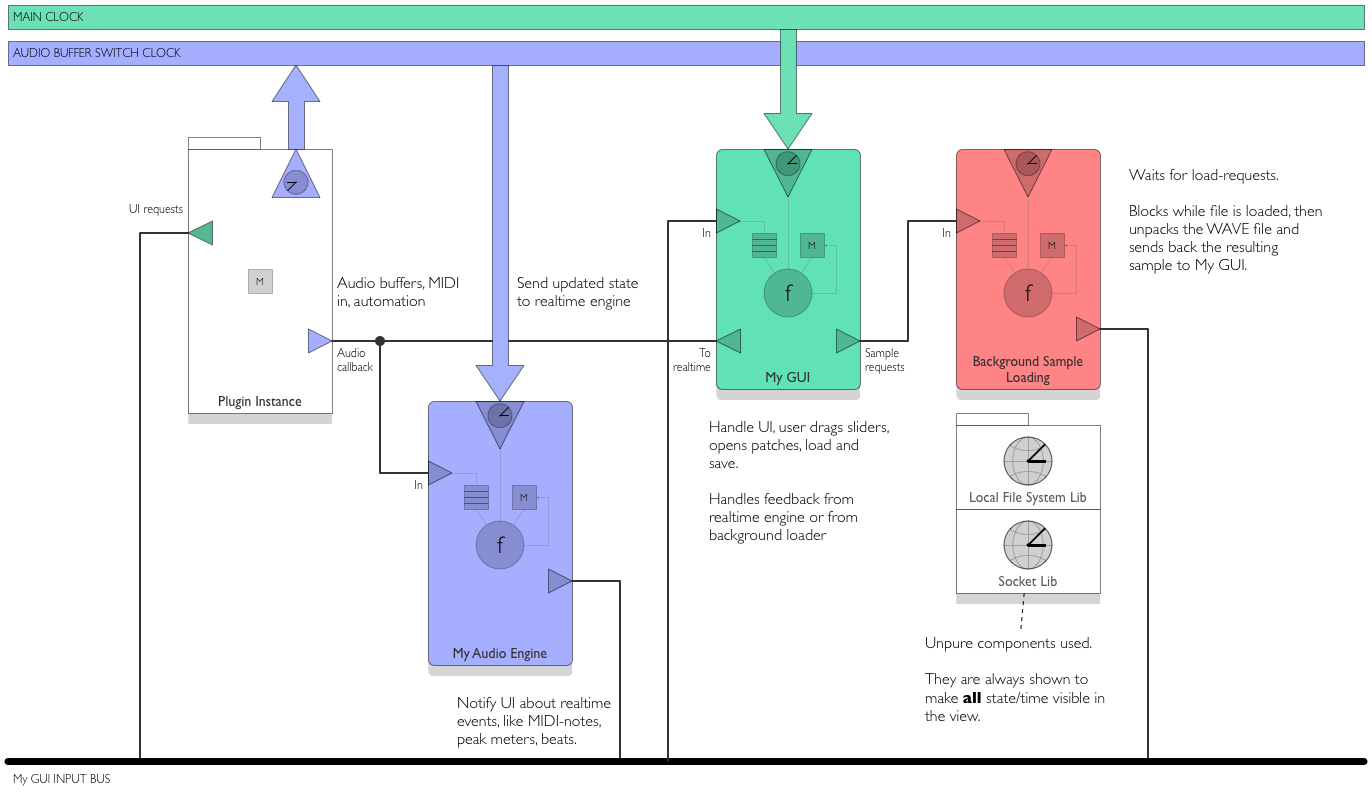 MAIN CLOCK
AUDIO BUFFER SWITCH CLOCK
UI requests
M
Audio buffers, MIDI
in, automation
Audio
callback
Plugin Instance
Send updated state
to realtime engine
In
M
f
My Audio Engine
Notify UI about realtime
events, like MIDI-notes,
peak meters, beats.
In
M
f
To
realtime
My GUI
Sample
requests
Handle UI, user drags sliders,
opens patches, load and
save.
Handles feedback from
realtime engine or from
background loader
In
M
f
Background Sample
Loading
Waits for load-requests.
Blocks while file is loaded, then
unpacks the WAVE file and
sends back the resulting
sample to My GUI.
Local File System Lib
Socket Lib
Unpure components used.
They are always shown to
make all state/time visible in
the view.
My GUI INPUT BUS